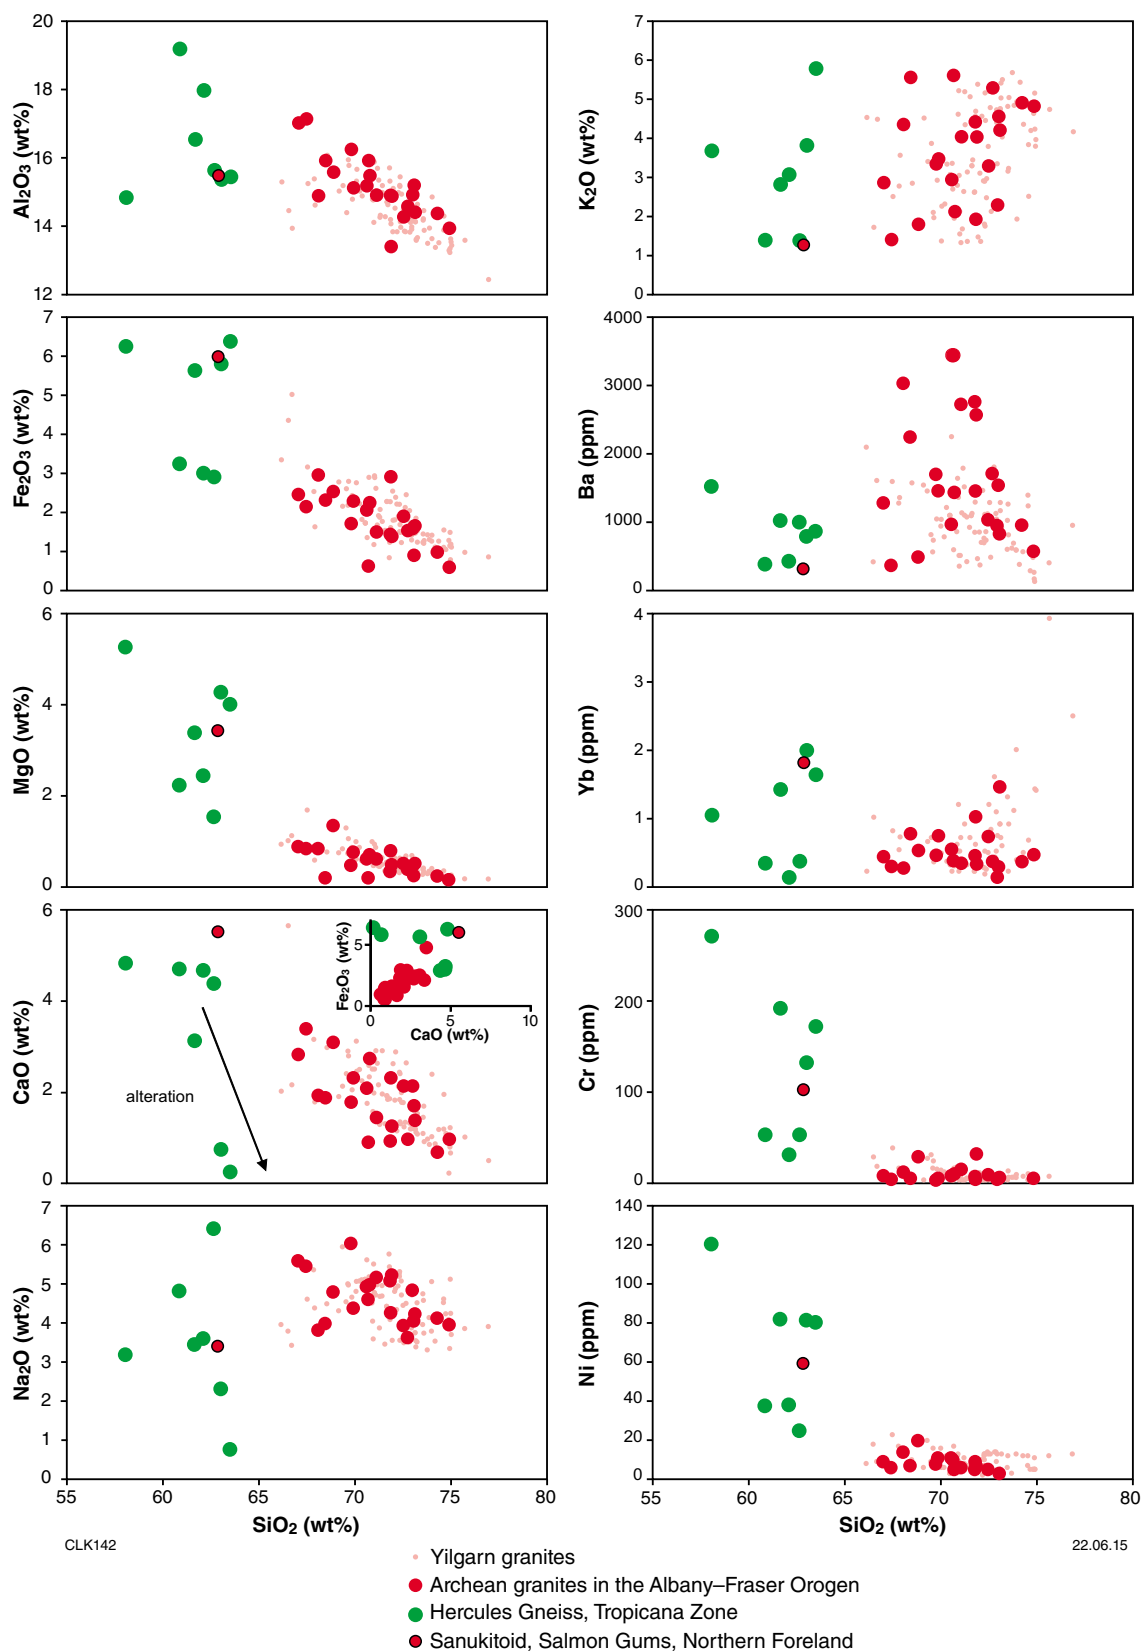 20
18
16
14
12
Al2O3 (wt%)
7
6
5
4
3
2
1
0
K2O (wt%)
7
6
5
4
3
2
1
0
Fe2O3 (wt%)
4000
3000
2000
1000
0
Ba (ppm)
6
4
2
0
MgO (wt%)
4
3
2
1
0
Yb (ppm)
6
4
2
0
CaO (wt%)
alteration
Fe2O3 (wt%)
5
0
0
5
10
CaO (wt%)
300
200
100
0
Cr (ppm)
7
6
5
4
3
2
1
0
Na2O (wt%)
55 60 65 70 75 80
SiO2 (wt%)
140
120
100
80
60
40
20
0
Ni (ppm)
55 60 65 70 75 80
SiO2 (wt%)
CLK142
22.06.15
Yilgarn granites
Archean granites in the Albany–Fraser Orogen
Hercules Gneiss, Tropicana Zone
Sanukitoid, Salmon Gums, Northern Foreland